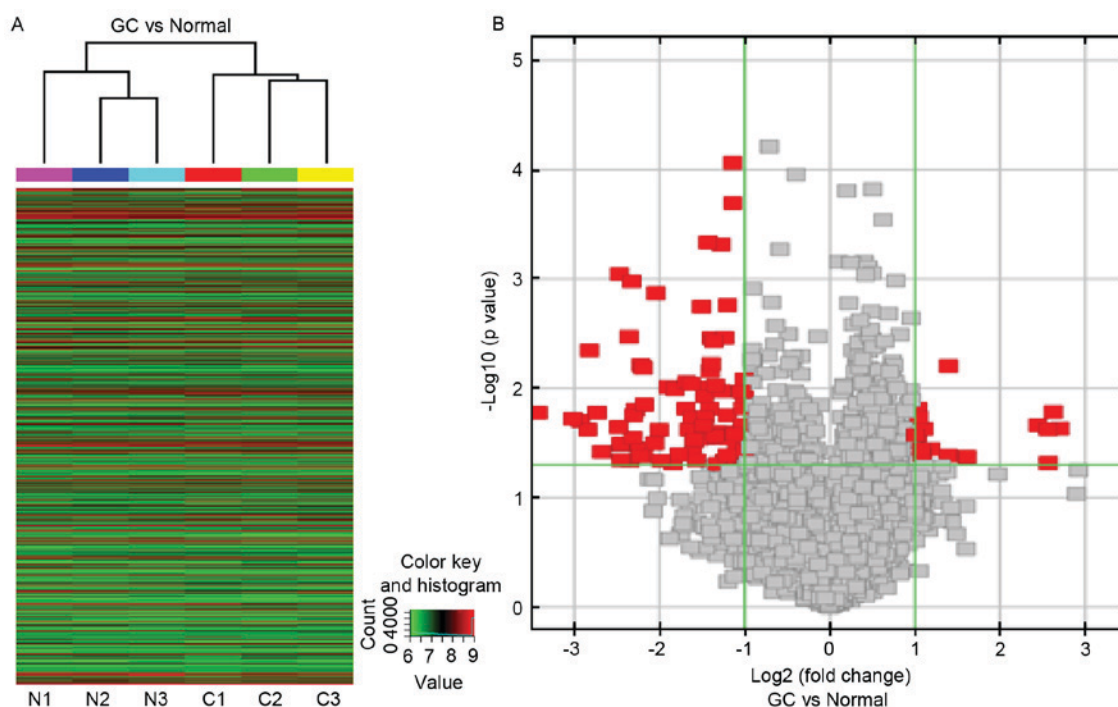 A
GC vs Normal
N1 N2 N3 C1 C2 C3
Color key
and histogram
Count
0 4000
6 7 8 9
Value
B
5
4
3
2
1
0
-Log10 (p value)
-3 -2 -1 0 1 2 3
Log2 (fold change)
GC vs Normal